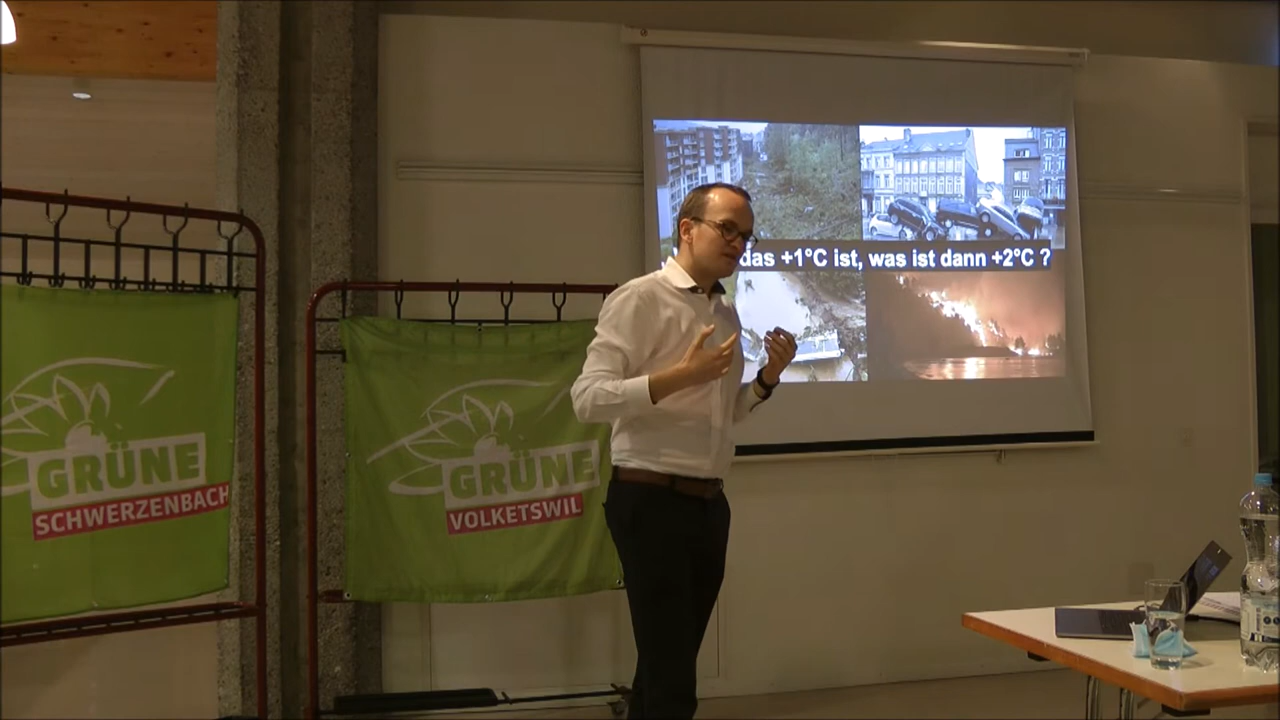 das +1°C ist, was ist dann +2°C ?
GRÜNE
SCHWERZENBACH
GRÜNE
VOLKETSWIL